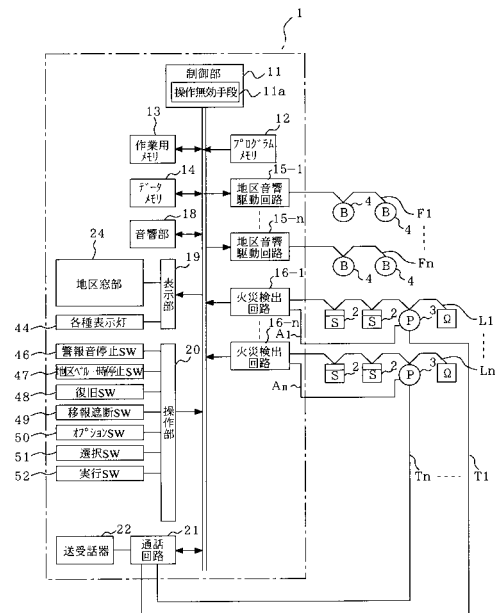 1
制御部
11
操作無効手段
11a
13
12
作業用
メモリ
プログラム
メモリ
14
15-1
データ
メモリ
地区音響
駆動回路
B
4
B
4
F1
18
15-n
音響部
地区音響
駆動回路
B
4
B
4
Fn
24
19
16-1
地区窓部
表示部
火災検出
回路
A1
S
2
S
2
P
3
Ω
L1
44
各種表示灯
16-n
46
警報音停止SW
20
火災検出
回路
An
S
2
S
2
P
3
Ω
Ln
47
地区ベル一時停止SW
48
復旧SW
操作部
49
移報遮断SW
50
オプションSW
51
選択SW
52
実行SW
Tn
T1
22
21
送受話器
通話
回路